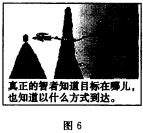 真正的智者知道目标在哪儿，
也知道以什么方式到达。
图 6